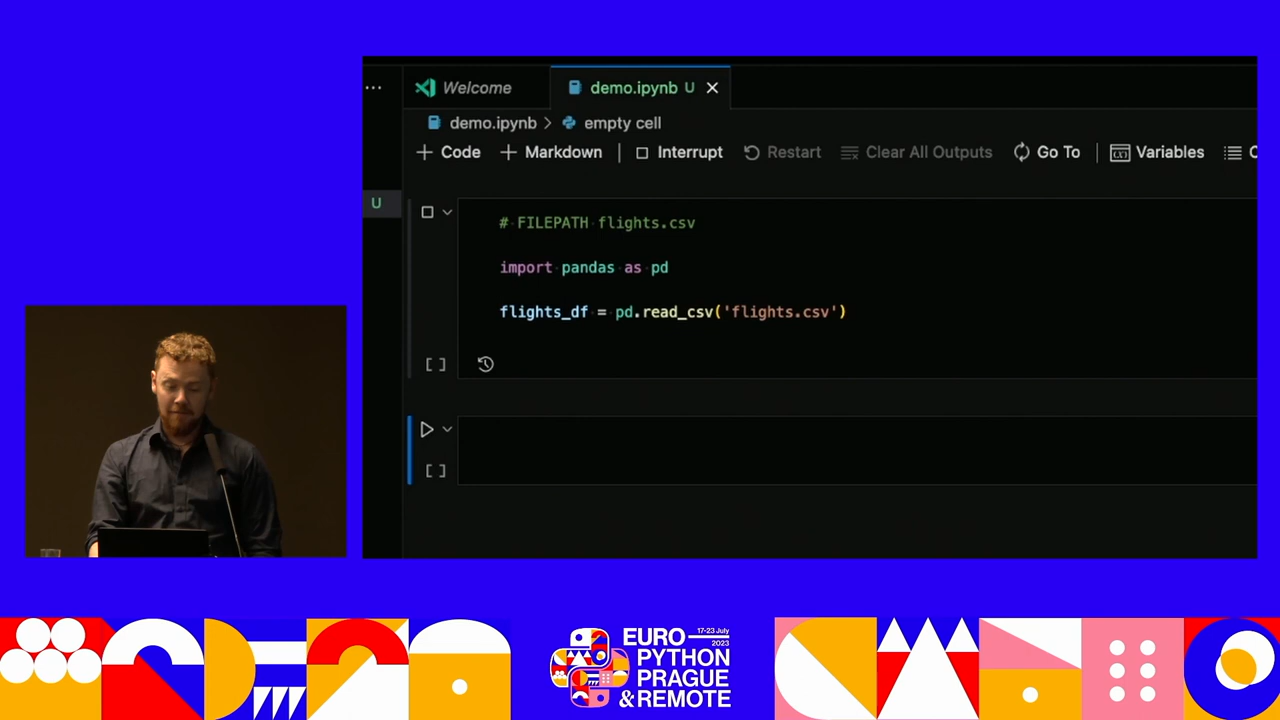 ··· Welcome demo.ipynb U
demo.ipynb > empty cell
+ Code + Markdown | Interrupt Restart Clear All Outputs Go To | Variables
U
# FILEPATH flights.csv
import pandas as pd
flights_df = pd.read_csv('flights.csv')
[ ]
[ ]
EURO 17-23 July 2023
PYTHON
PRAGUE
& REMOTE